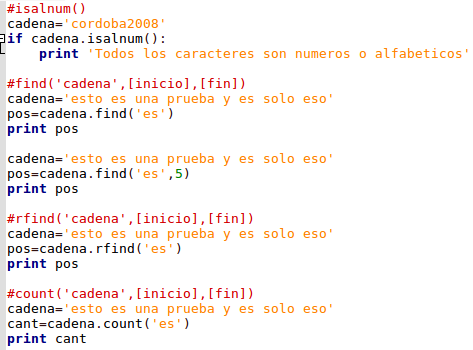 #isalnum()
cadena='cordoba2008'
if cadena.isalnum():
    print 'Todos los caracteres son numeros o alfabeticos'
#find('cadena',[inicio],[fin])
cadena='esto es una prueba y es solo eso'
pos=cadena.find('es')
print pos
cadena='esto es una prueba y es solo eso'
pos=cadena.find('es',5)
print pos
#rfind('cadena',[inicio],[fin])
cadena='esto es una prueba y es solo eso'
pos=cadena.rfind('es')
print pos
#count('cadena',[inicio],[fin])
cadena='esto es una prueba y es solo eso'
cant=cadena.count('es')
print cant